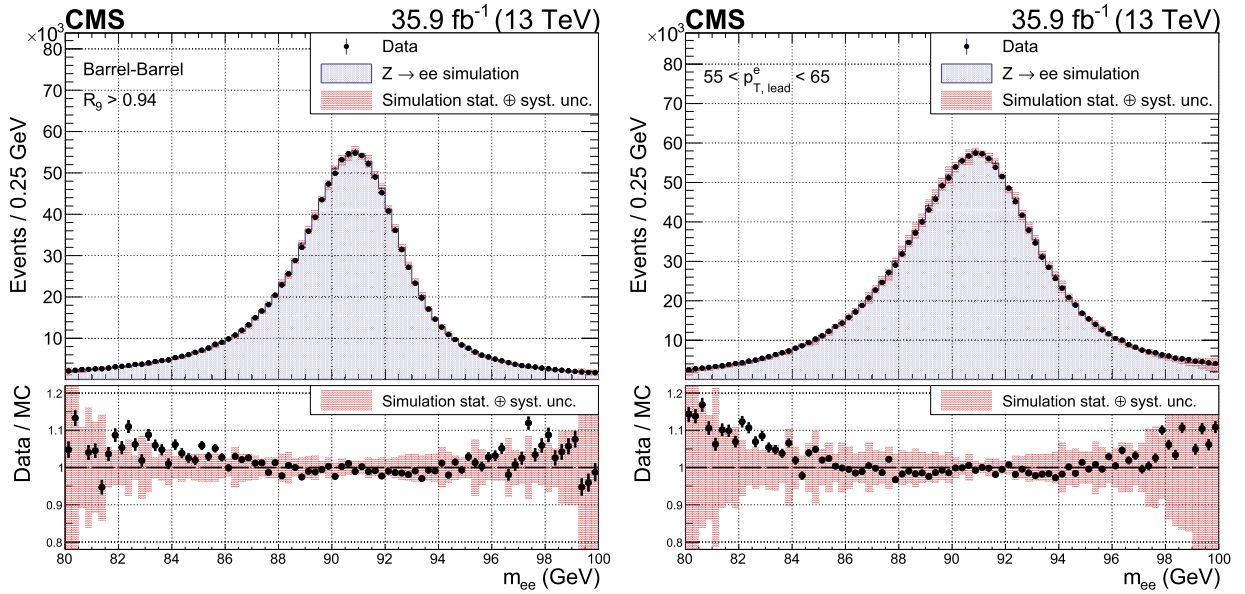 CMS 35.9 fb⁻¹ (13 TeV)
×10³
80
70
60
50
40
30
20
10
Events / 0.25 GeV
Barrel-Barrel
R₉ > 0.94
Data
Z → ee simulation
Simulation stat. ⊕ syst. unc.
1.2
1.1
1
0.9
0.8
Data / MC
Simulation stat. ⊕ syst. unc.
80 82 84 86 88 90 92 94 96 98 100
m_ee (GeV)
CMS 35.9 fb⁻¹ (13 TeV)
×10³
80
70
60
50
40
30
20
10
Events / 0.25 GeV
55 < p^e_T, lead < 65
Data
Z → ee simulation
Simulation stat. ⊕ syst. unc.
1.2
1.1
1
0.9
0.8
Data / MC
Simulation stat. ⊕ syst. unc.
80 82 84 86 88 90 92 94 96 98 100
m_ee (GeV)